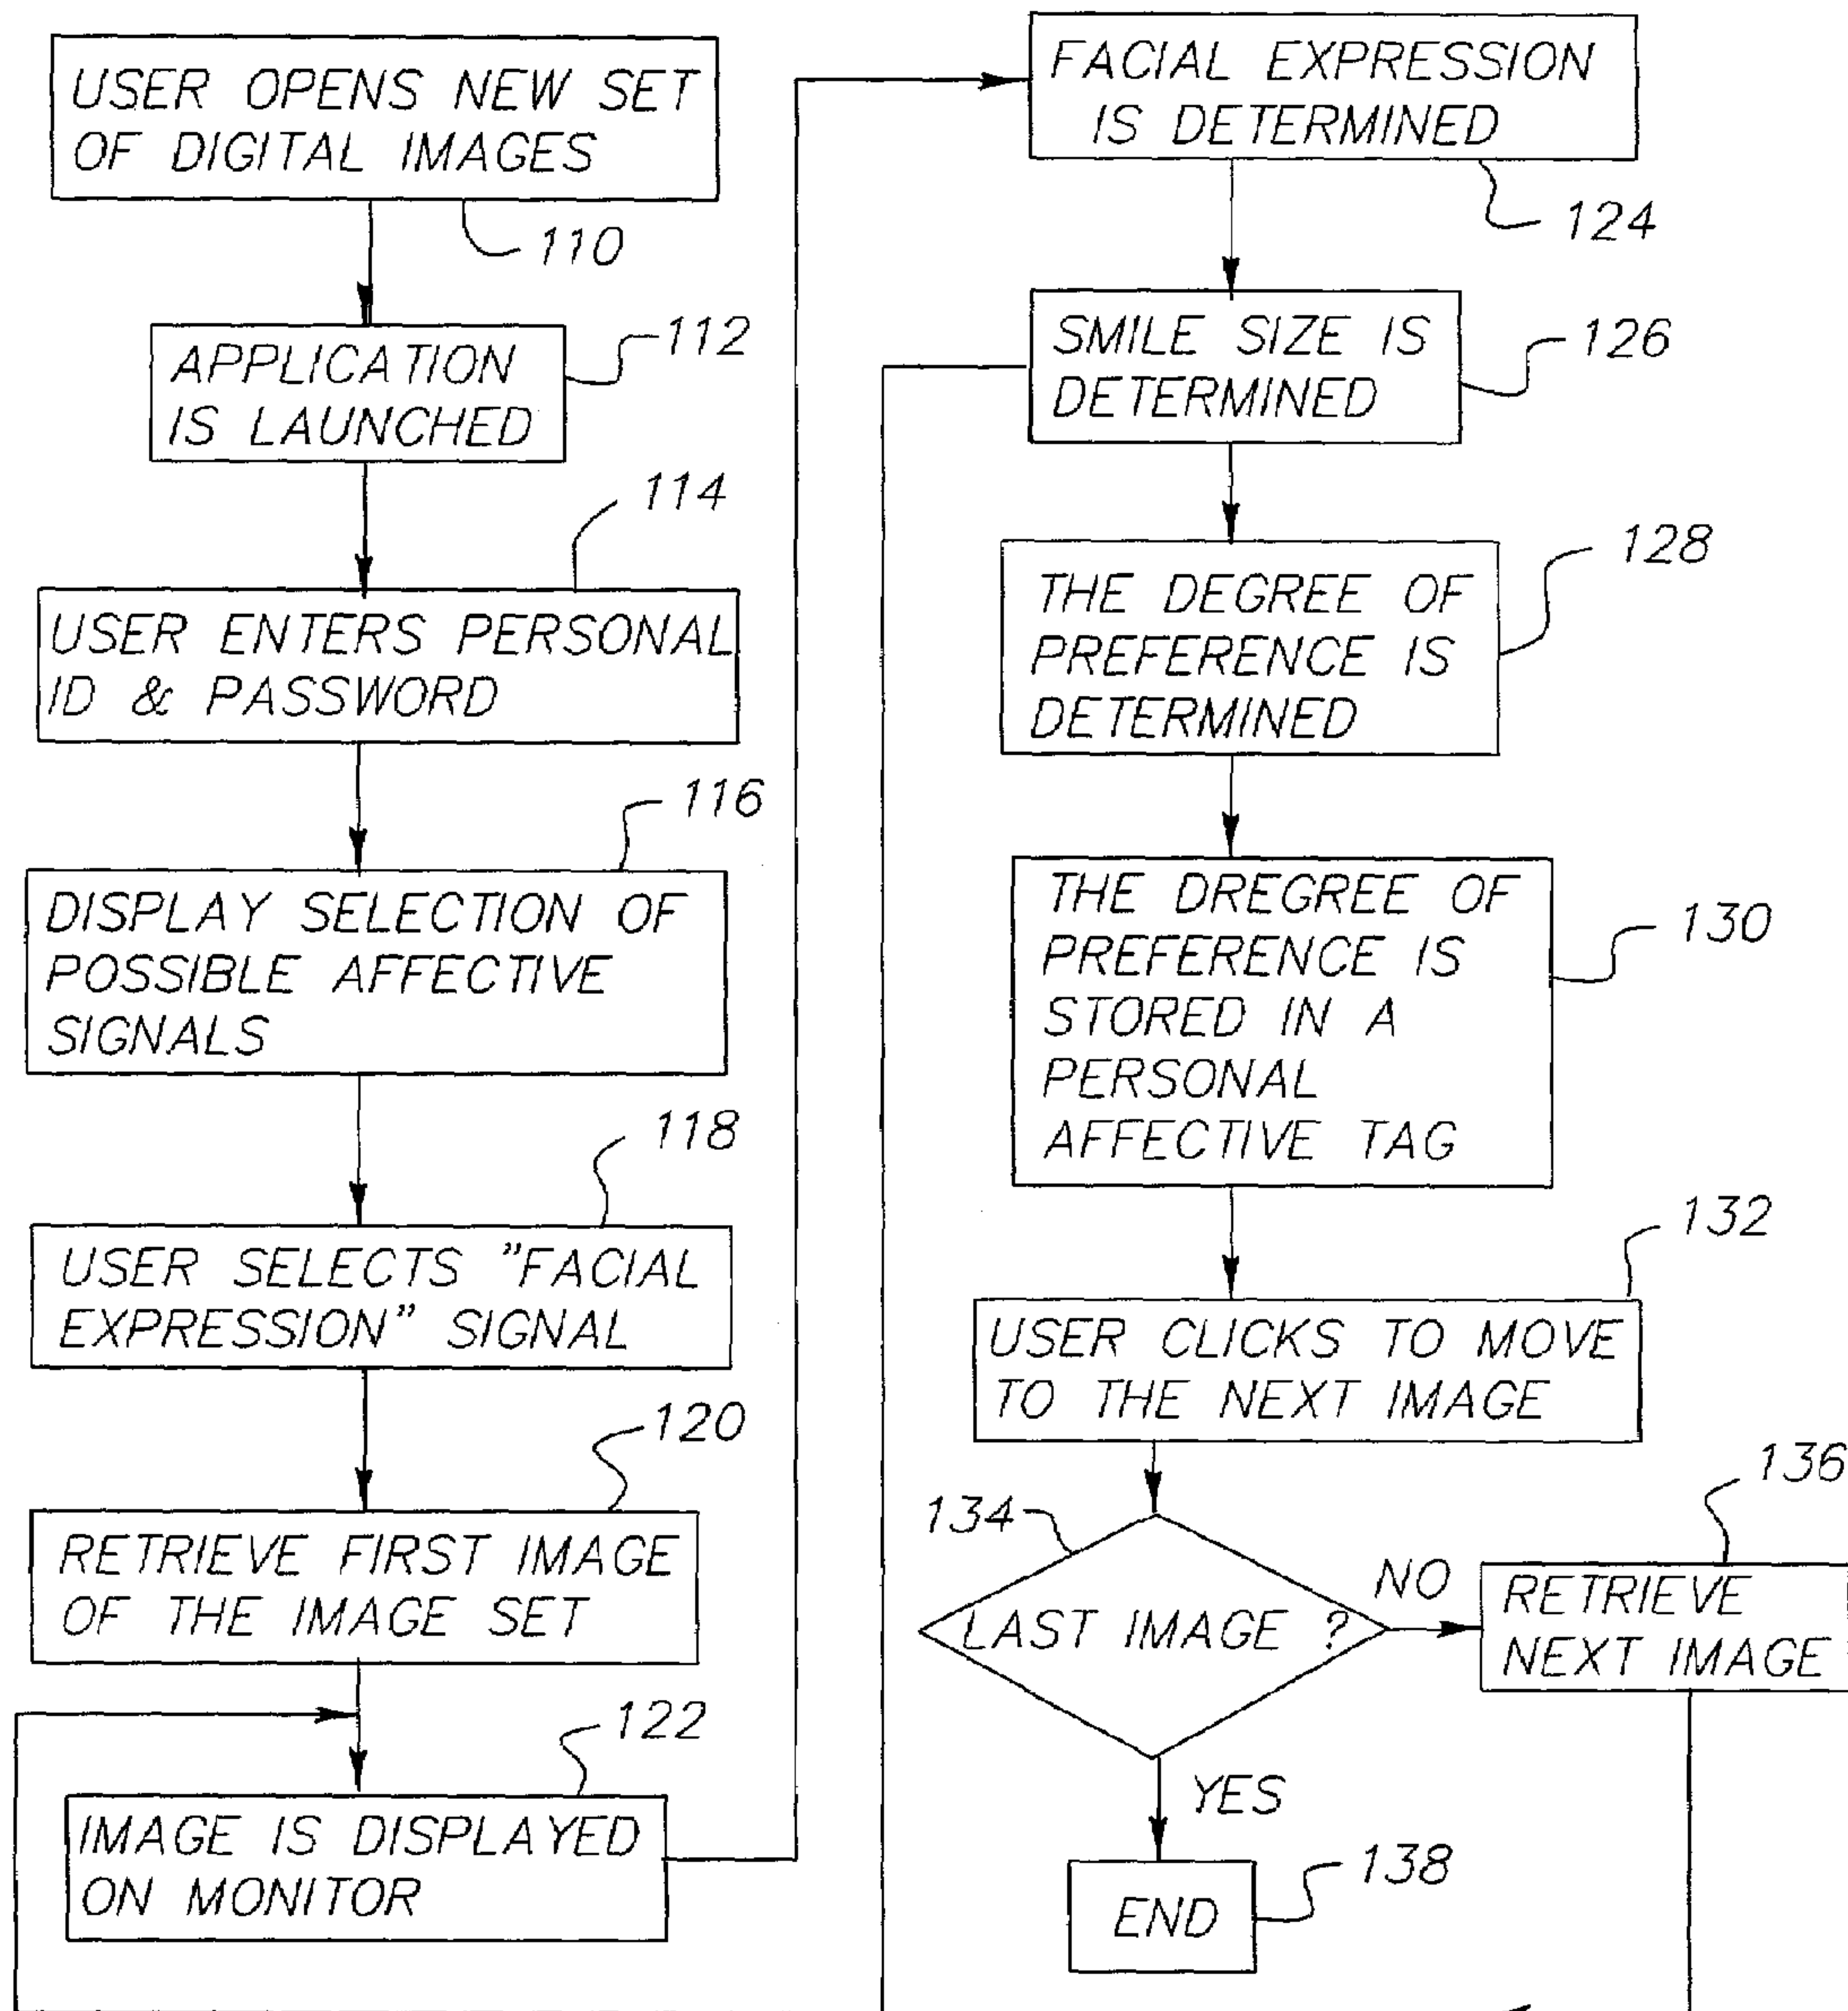 USER OPENS NEW SET
OF DIGITAL IMAGES
110
APPLICATION
IS LAUNCHED
112
114
USER ENTERS PERSONAL
ID & PASSWORD
116
DISPLAY SELECTION OF
POSSIBLE AFFECTIVE
SIGNALS
118
USER SELECTS "FACIAL
EXPRESSION" SIGNAL
120
RETRIEVE FIRST IMAGE
OF THE IMAGE SET
122
IMAGE IS DISPLAYED
ON MONITOR
FACIAL EXPRESSION
IS DETERMINED
124
SMILE SIZE IS
DETERMINED
126
THE DEGREE OF
PREFERENCE IS
DETERMINED
128
THE DREGREE OF
PREFERENCE IS
STORED IN A
PERSONAL
AFFECTIVE TAG
130
132
USER CLICKS TO MOVE
TO THE NEXT IMAGE
134
LAST IMAGE ?
NO
136
RETRIEVE
NEXT IMAGE
YES
END
138